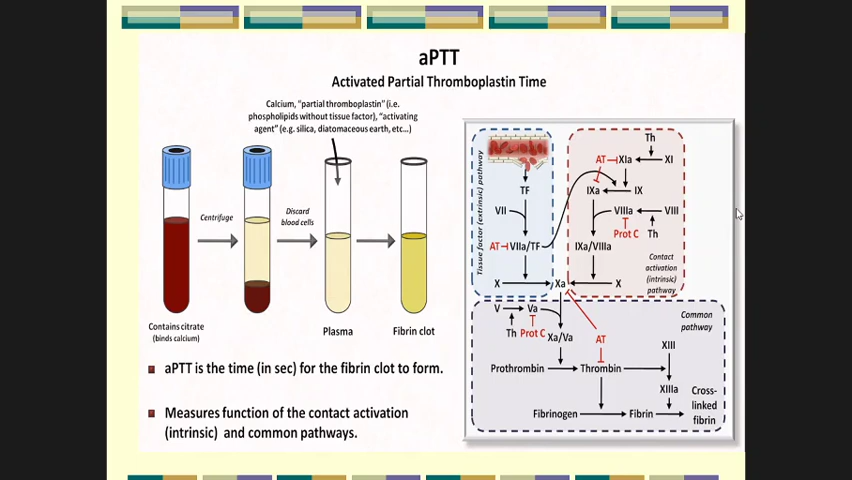 aPTT
Activated Partial Thromboplastin Time
Calcium, "partial thromboplastin" (i.e.
phospholipids without tissue factor), "activating
agent" (e.g. silica, diatomaceous earth, etc...)
Centrifuge
Discard
blood cells
Contains citrate
(binds calcium)
Plasma
Fibrin clot
aPTT is the time (in sec) for the fibrin clot to form.
Measures function of the contact activation
(intrinsic) and common pathways.
Tissue factor (extrinsic) pathway
TF
VII
AT
VIIa/TF
X
Xa
Th
AT
XIa
XI
IXa
IX
VIIIa
VIII
Prot C
Th
IXa/VIIIa
Contact
activation
(intrinsic)
pathway
X
V
Va
Th
Prot C
Xa/Va
AT
Common
pathway
XIII
Prothrombin
Thrombin
XIIIa
Cross-
linked
fibrin
Fibrinogen
Fibrin